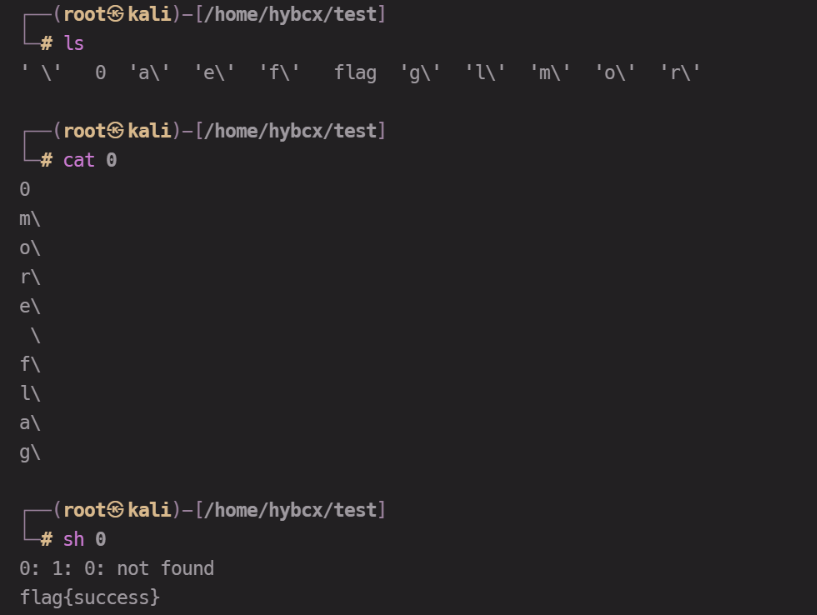 ┌──(root㉿kali)-[/home/hybcx/test]
└─# ls
' \'   0  'a\'  'e\'  'f\'   flag  'g\'  'l\'  'm\'  'o\'  'r\'
┌──(root㉿kali)-[/home/hybcx/test]
└─# cat 0
0
m\
o\
r\
e\
 \
f\
l\
a\
g\
┌──(root㉿kali)-[/home/hybcx/test]
└─# sh 0
0: 1: 0: not found
flag{success}